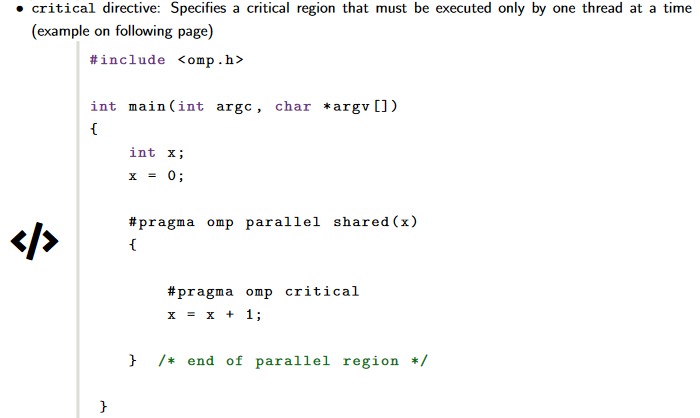 • critical directive: Specifies a critical region that must be executed only by one thread at a time
(example on following page)
#include <omp.h>
int main(int argc, char *argv[])
{
int x;
x = 0;
#pragma omp parallel shared(x)
{
#pragma omp critical
x = x + 1;
} /* end of parallel region */
}